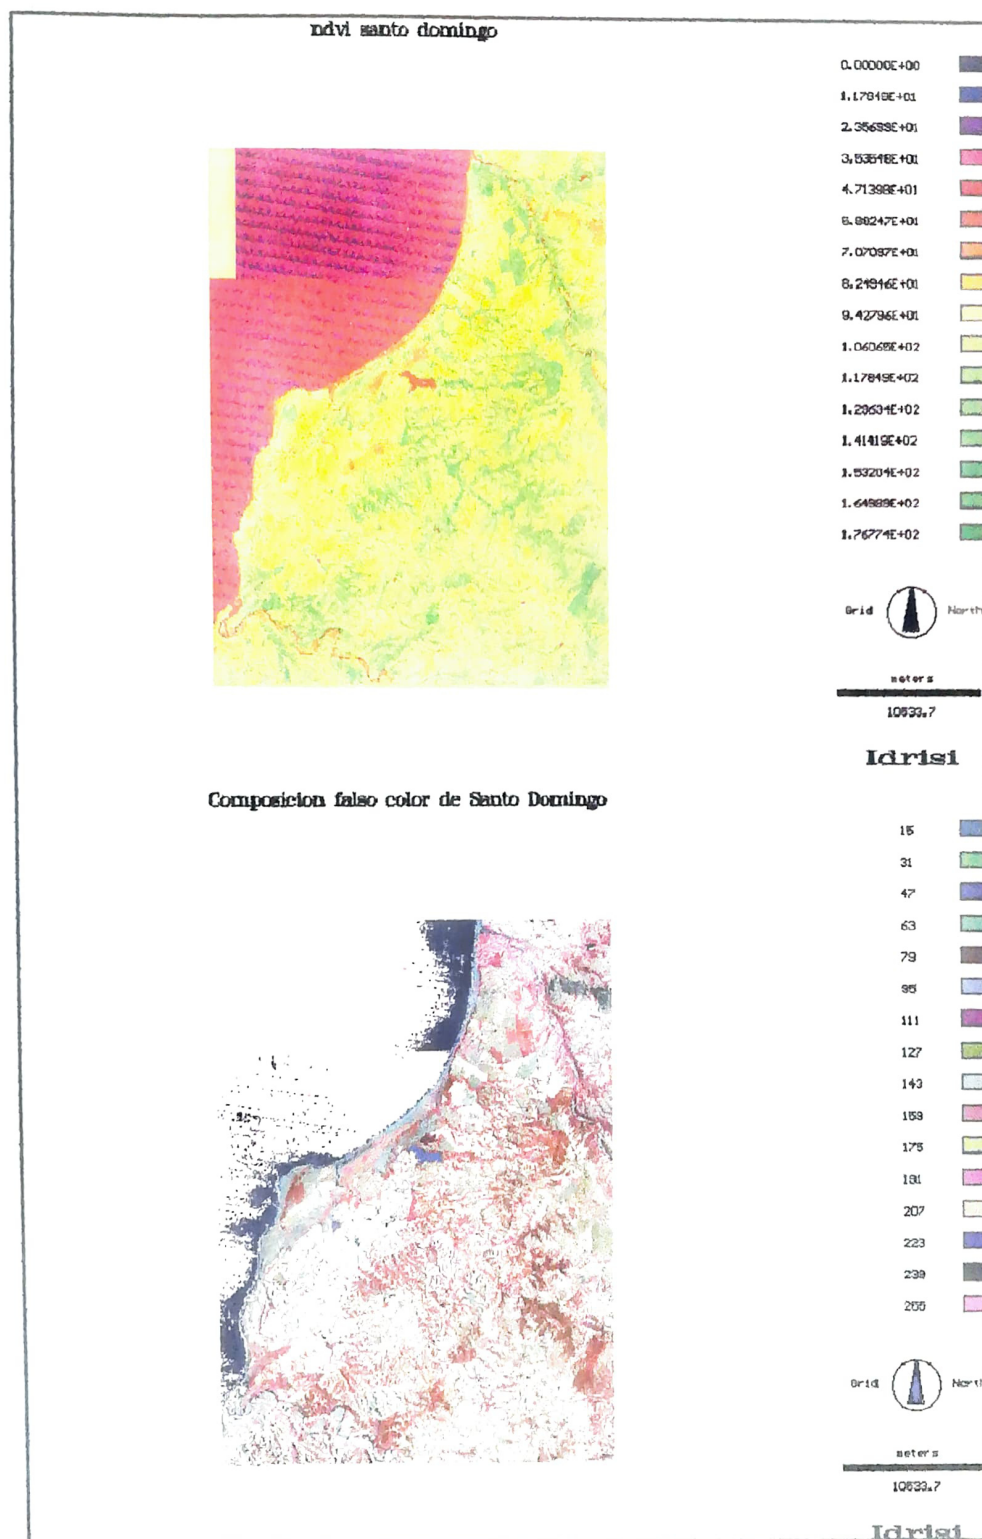 ndvi santo domingo
0.00000E+00
1.17849E+01
2.35699E+01
3.53548E+01
4.71398E+01
5.89247E+01
7.07097E+01
8.24946E+01
9.42796E+01
1.06065E+02
1.17849E+02
1.29634E+02
1.41419E+02
1.53204E+02
1.64989E+02
1.76774E+02
Grid North
meters
10533.7
Idrisi
Composicion falso color de Santo Domingo
15
31
47
63
79
95
111
127
143
159
175
191
207
223
239
255
Grid North
meters
10533.7
Idrisi